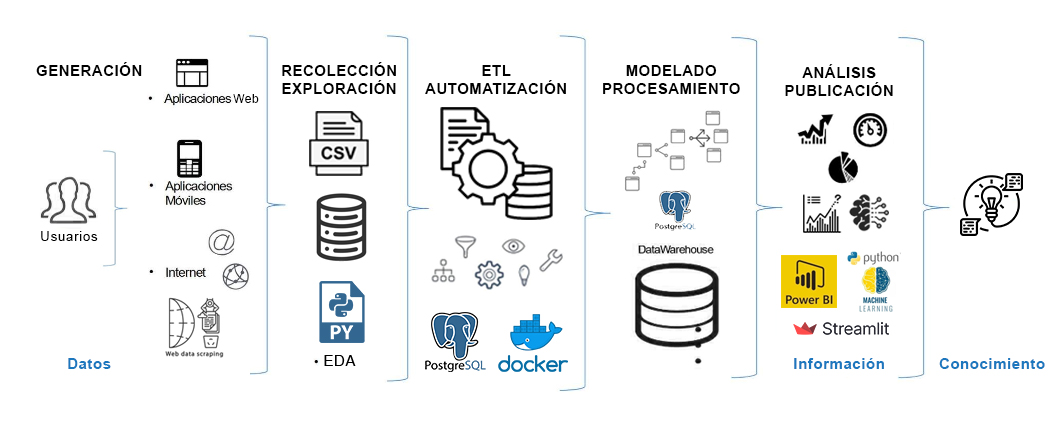 GENERACIÓN
• Aplicaciones Web
• Aplicaciones
Móviles
Usuarios
@
• Internet
Web data scraping
Datos
RECOLECCIÓN
EXPLORACIÓN
CSV
PY
• EDA
ETL
AUTOMATIZACIÓN
PostgreSQL
docker
MODELADO
PROCESAMIENTO
PostgreSQL
DataWarehouse
ANÁLISIS
PUBLICACIÓN
?
Power BI
python
MACHINE
LEARNING
Streamlit
Información
Conocimiento